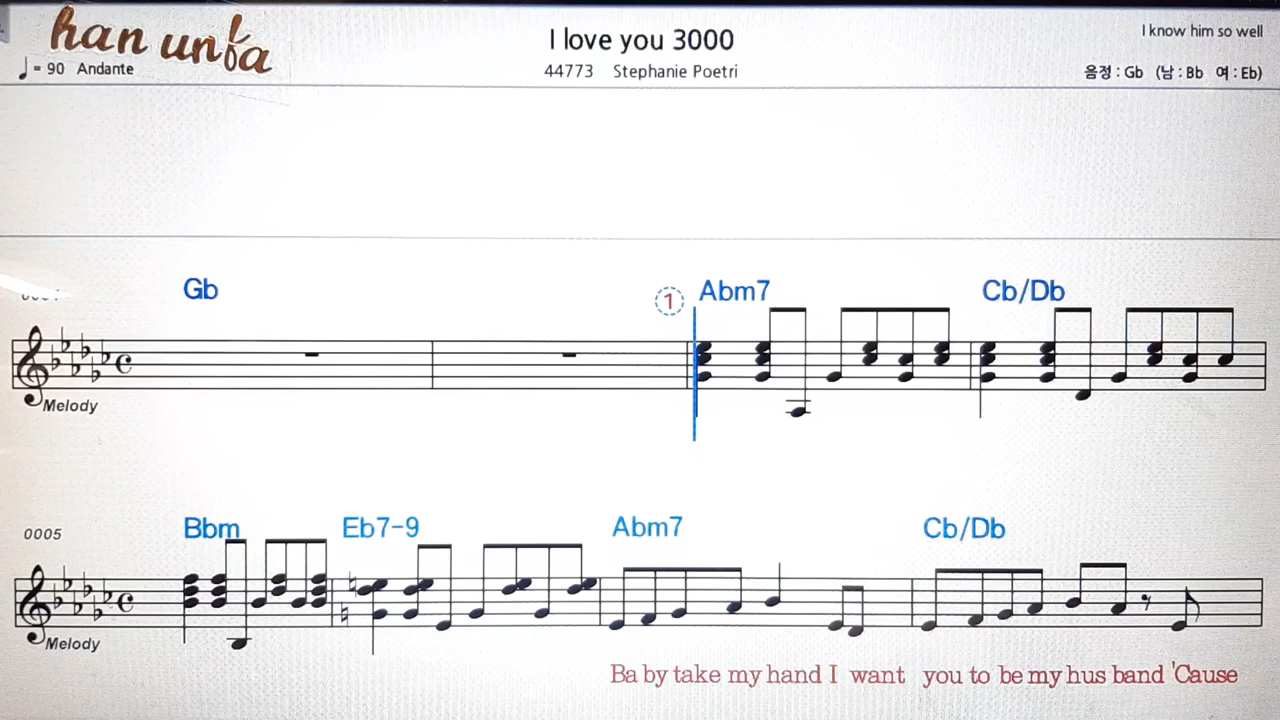 han unfa
I love you 3000
I know him so well
♩ = 90 Andante
44773 Stephanie Poetri
음정 : Gb (남 : Bb 여 : Eb)
Gb
① Abm7 Cb/Db
Melody
0005
Bbm Eb7-9 Abm7 Cb/Db
Melody
Ba by take my hand I want you to be my hus band 'Cause